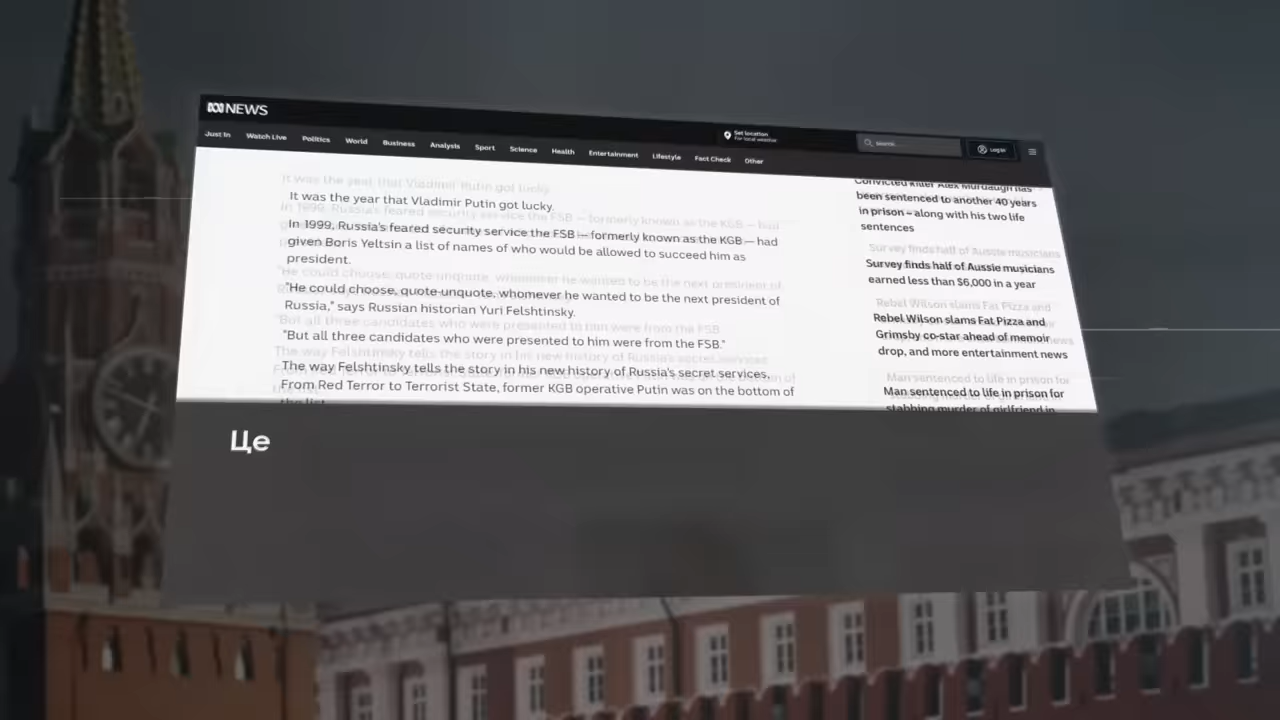 NEWS
Just In Watch Live Politics World Business Analysis Sport Science Health Entertainment Lifestyle Fact Check Other
Set location
For local weather
Search...
Log In
It was the year that Vladimir Putin got lucky.
In 1999, Russia's feared security service the FSB — formerly known as the KGB — had
given Boris Yeltsin a list of names of who would be allowed to succeed him as
president.
"He could choose, quote-unquote, whomever he wanted to be the next president of
Russia," says Russian historian Yuri Felshtinsky.
"But all three candidates who were presented to him were from the FSB."
The way Felshtinsky tells the story in his new history of Russia's secret services,
From Red Terror to Terrorist State, former KGB operative Putin was on the bottom of
the list.
Convicted killer Alex Murdaugh has
been sentenced to another 40 years
in prison – along with his two life
sentences
Survey finds half of Aussie musicians
earned less than $6,000 in a year
Rebel Wilson slams Fat Pizza and
Grimsby co-star ahead of memoir
drop, and more entertainment news
Man sentenced to life in prison for
stabbing murder of girlfriend in
Це